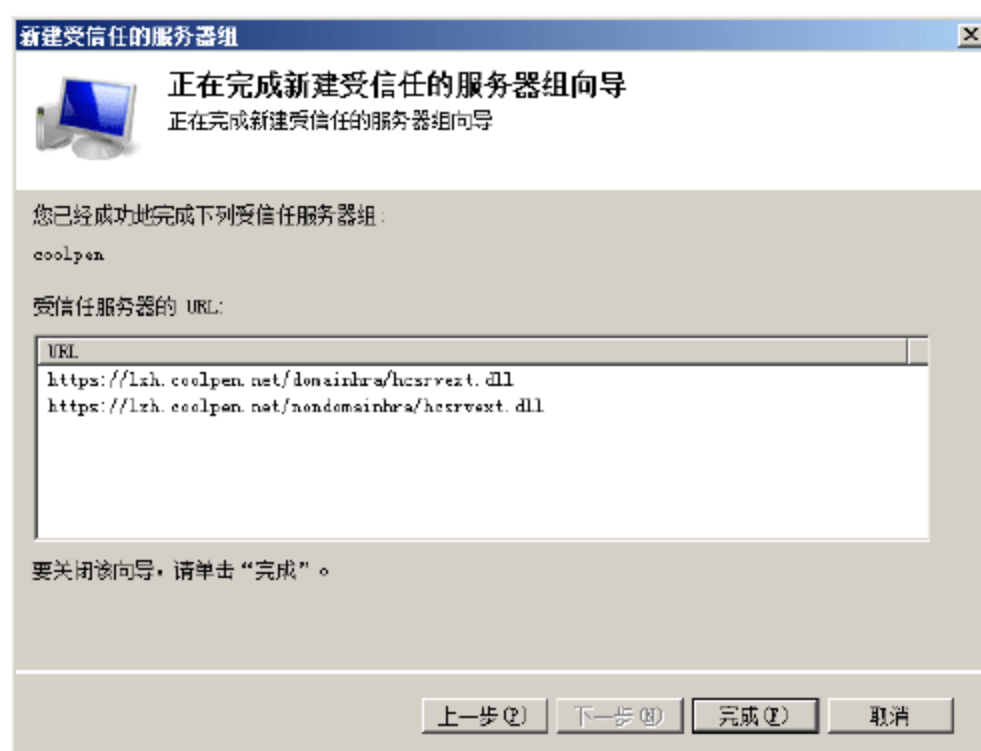 新建受信任的服务器组
正在完成新建受信任的服务器组向导
正在完成新建受信任的服务器组向导
您已经成功地完成下列受信任服务器组:
coolpen
受信任服务器的 URL:
URL
https://lzh.coolpen.net/domainhra/hcsrvext.dll
https://lzh.coolpen.net/nondomainhra/hcsrvext.dll
要关闭该向导，请单击“完成”。
上一步(P) 下一步(N) 完成(F) 取消